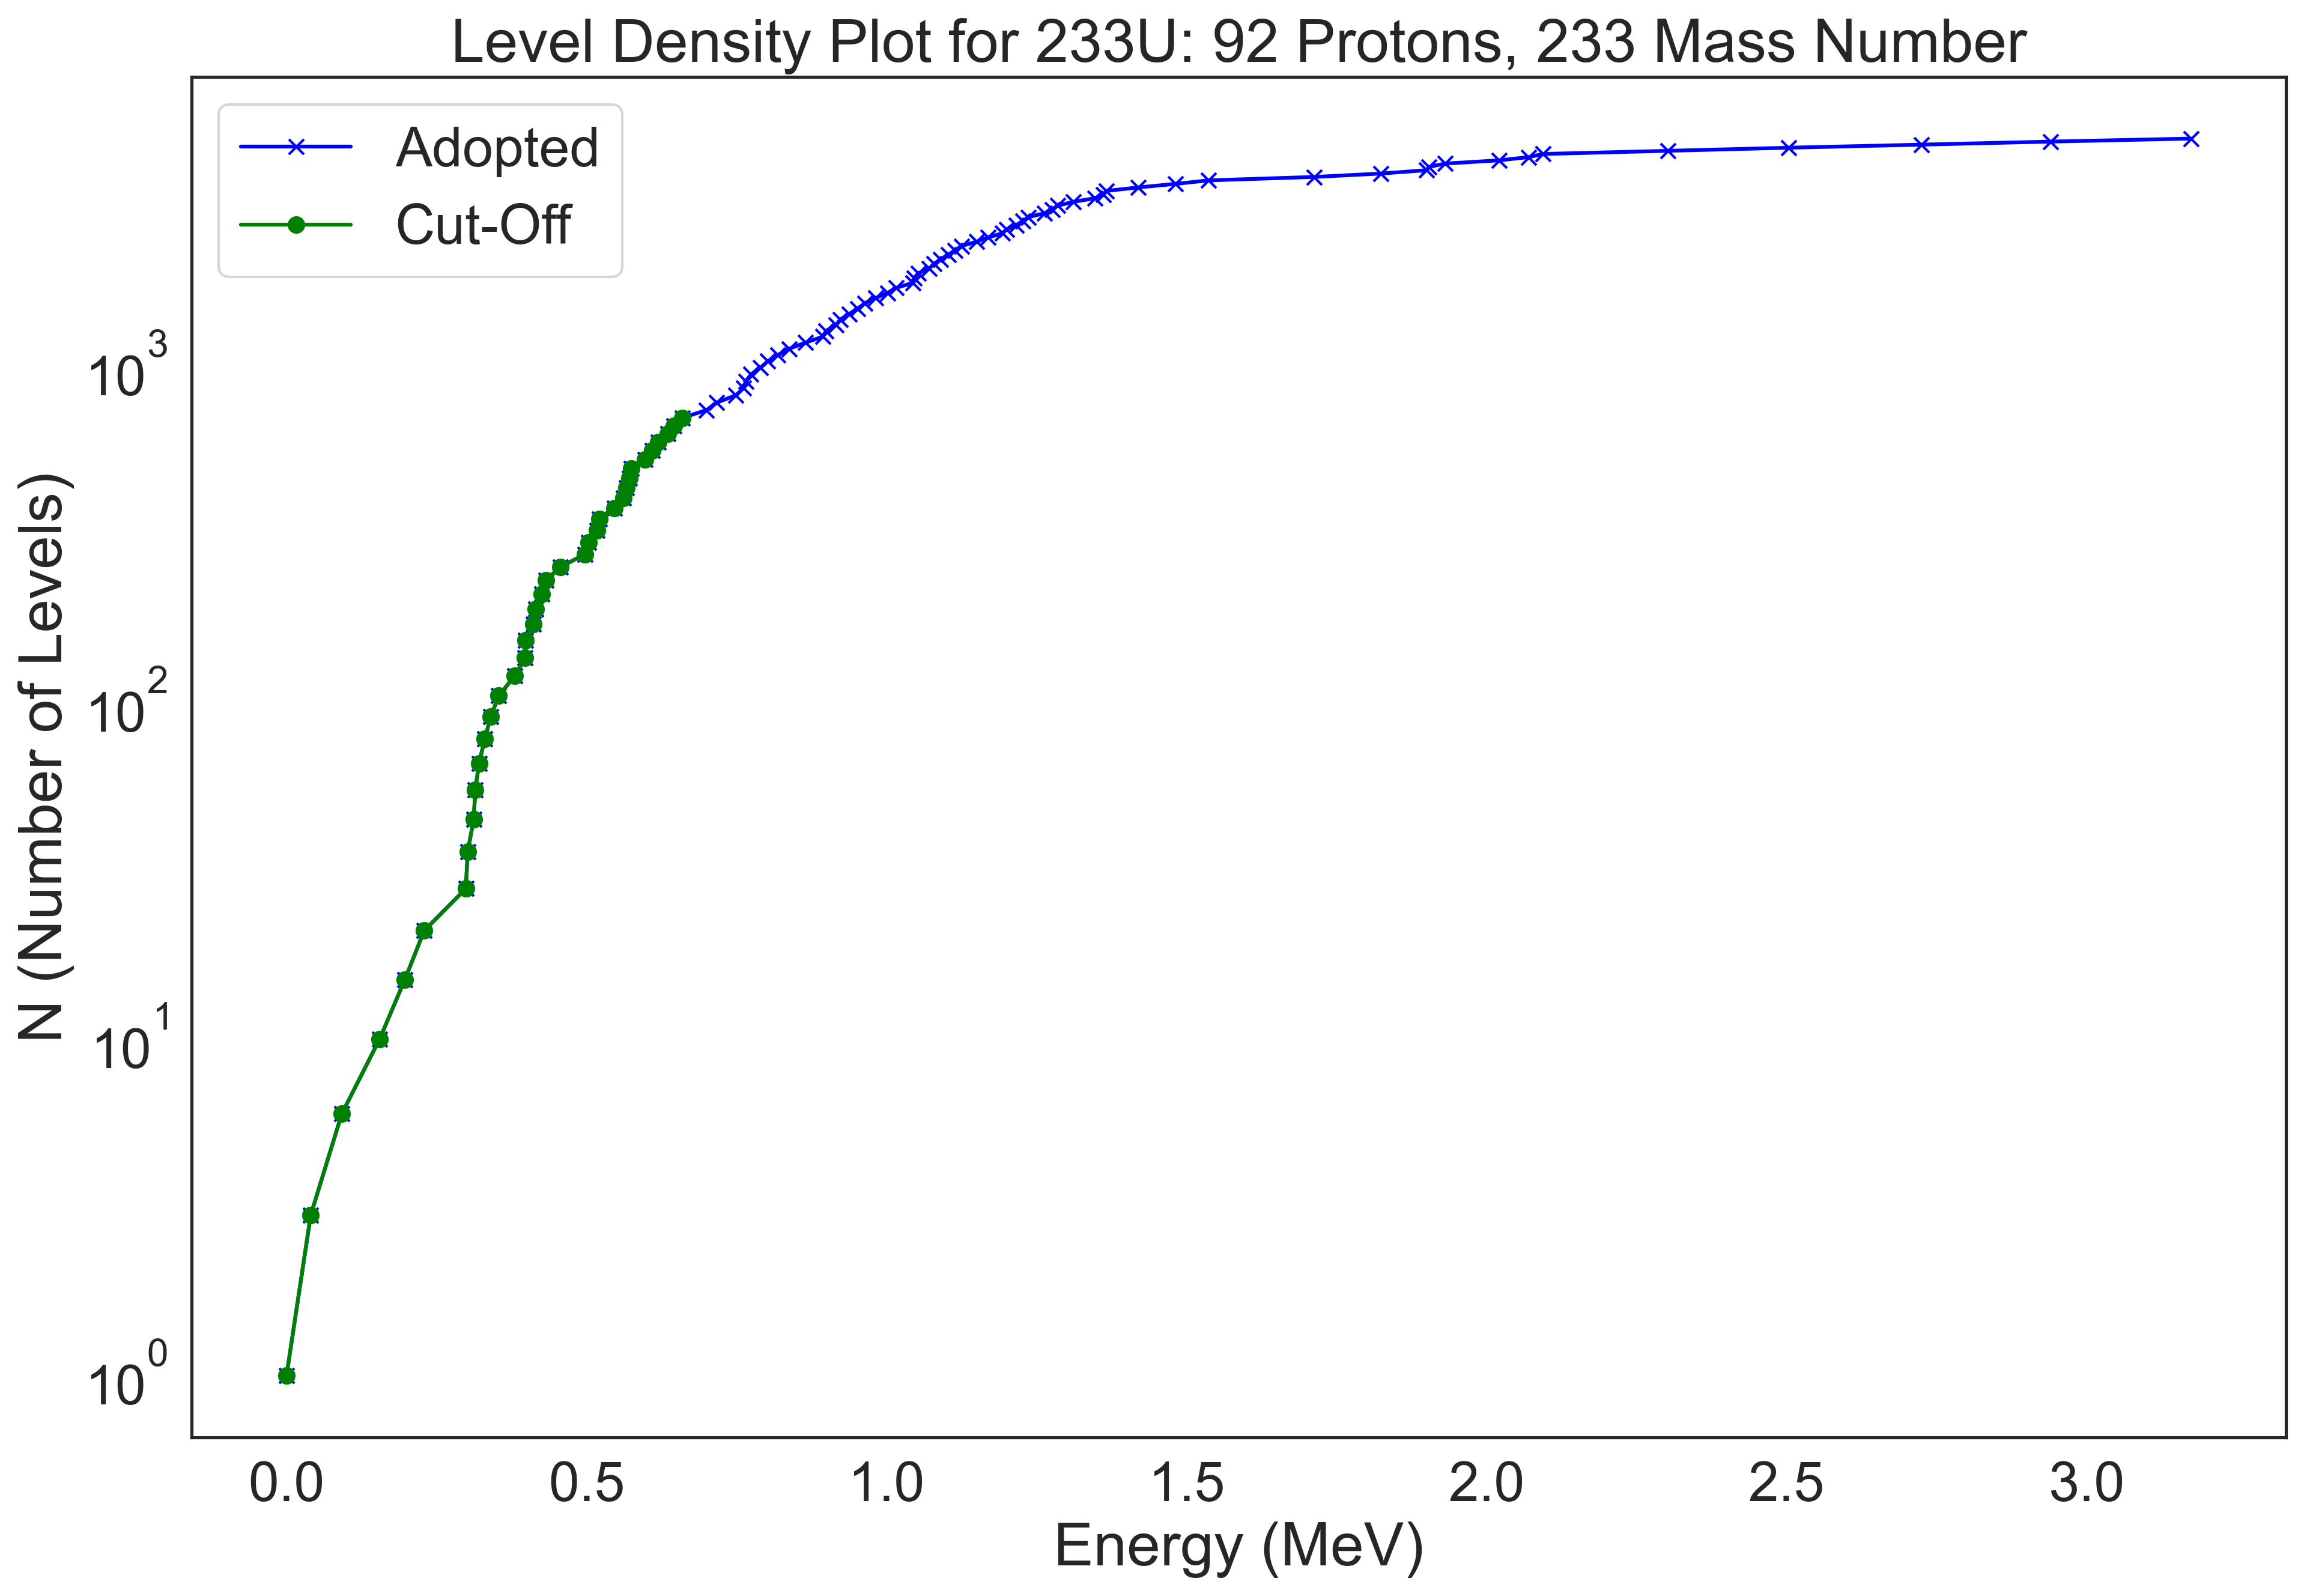 Level Density Plot for 233U: 92 Protons, 233 Mass Number
Adopted
Cut-Off
N (Number of Levels)
10^3
10^2
10^1
10^0
0.0 0.5 1.0 1.5 2.0 2.5 3.0
Energy (MeV)